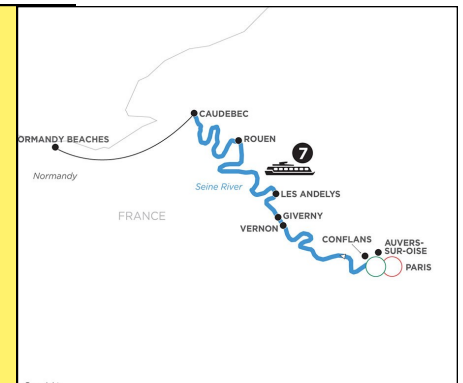 CAUDEBEC
ORMANDY BEACHES
ROUEN
7
Normandy
Seine River
LES ANDELYS
FRANCE
GIVERNY
VERNON
CONFLANS
AUVERS-
SUR-OISE
PARIS